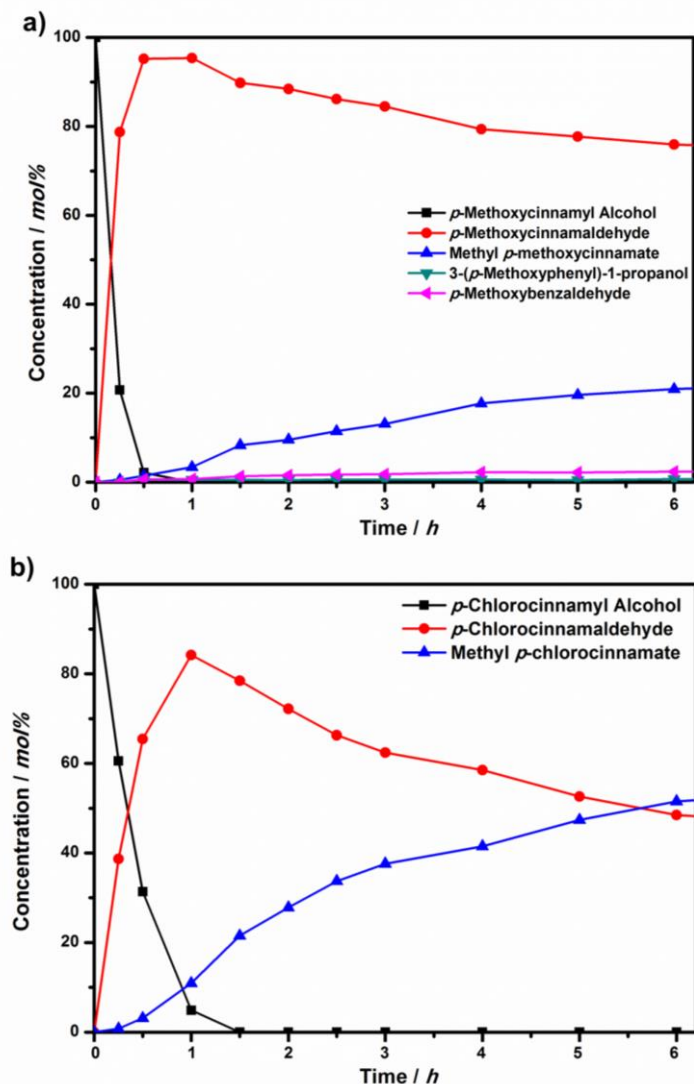 a)
100
80
60
40
20
0
Concentration / mol%
p-Methoxycinnamyl Alcohol
p-Methoxycinnamaldehyde
Methyl p-methoxycinnamate
3-(p-Methoxyphenyl)-1-propanol
p-Methoxybenzaldehyde
0 1 2 3 4 5 6
Time / h
b)
100
80
60
40
20
0
Concentration / mol%
p-Chlorocinnamyl Alcohol
p-Chlorocinnamaldehyde
Methyl p-chlorocinnamate
0 1 2 3 4 5 6
Time / h